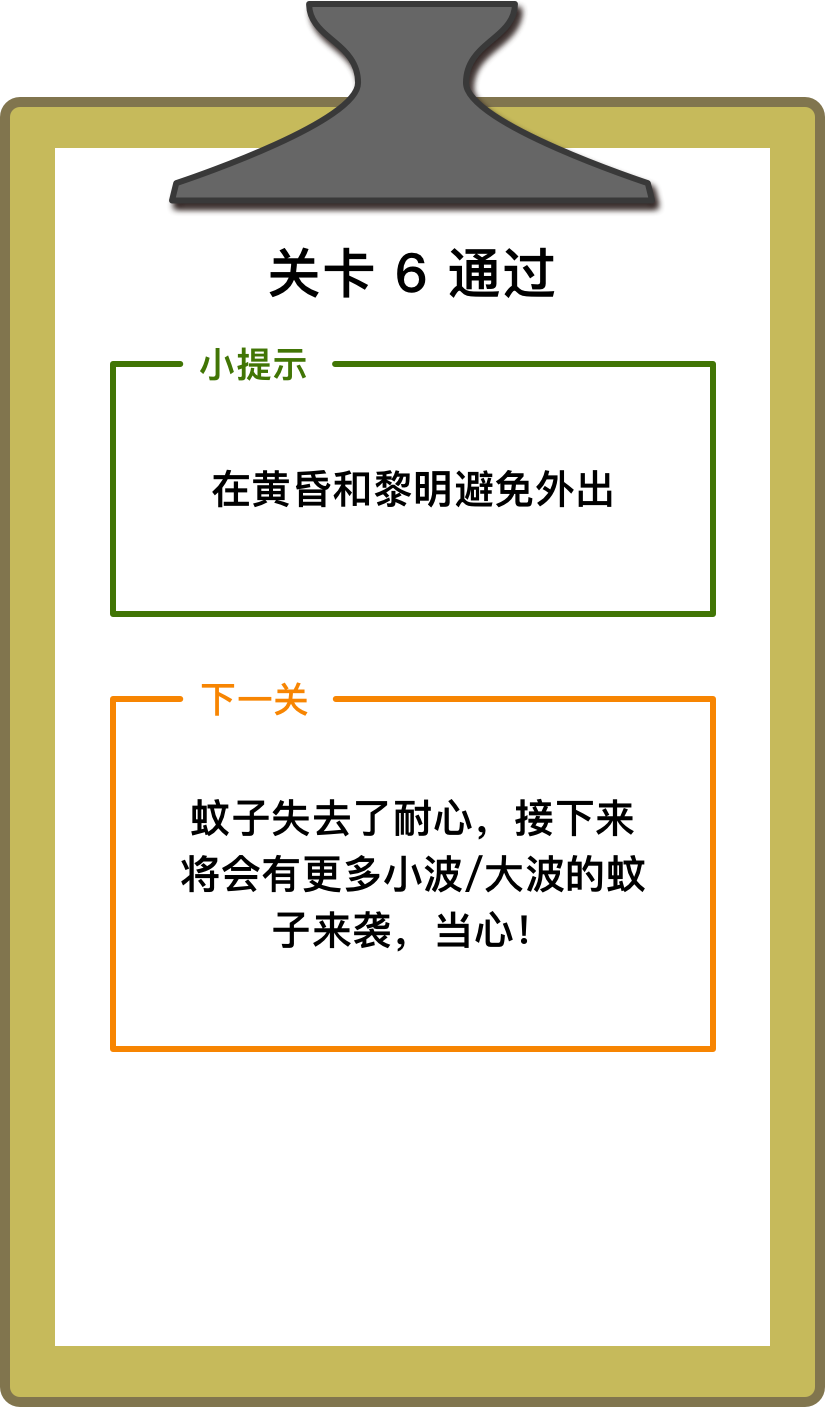 关卡 6 通过
小提示
在黄昏和黎明避免外出
下一关
蚊子失去了耐心，接下来
将会有更多小波/大波的蚊
子来袭，当心！